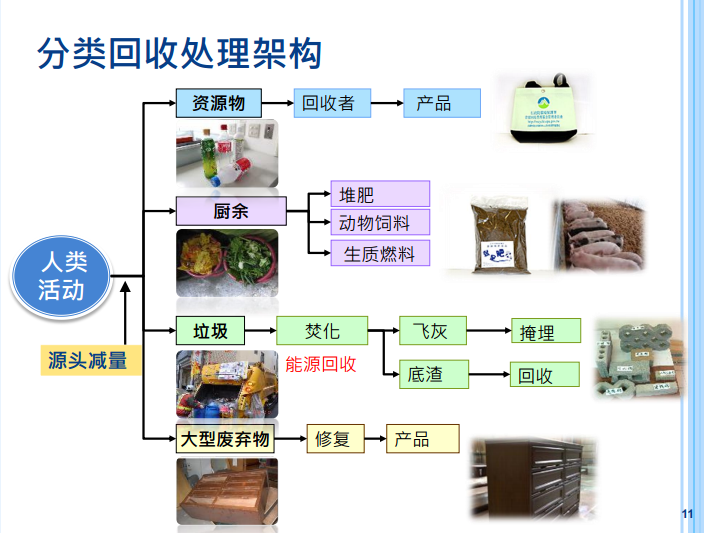 分类回收处理架构
资源物
回收者
产品
厨余
堆肥
动物饲料
生质燃料
人类
活动
源头减量
垃圾
焚化
能源回收
飞灰
掩埋
底渣
回收
大型废弃物
修复
产品
11